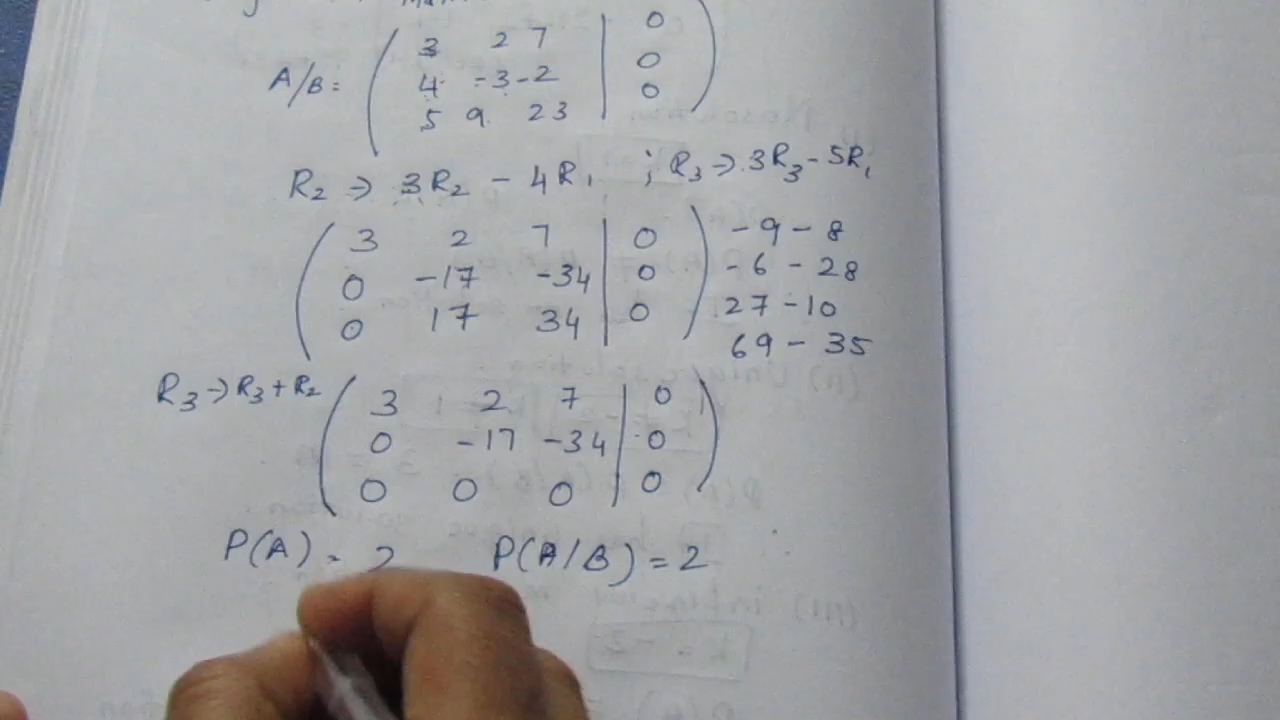 0
3 2 7
A/B = 4 -3 -2 0
5 9 23 0
R2 → 3R2 - 4R1 ; R3 → 3R3 - 5R1
3 2 7 0 -9 - 8
0 -17 -34 0 -6 - 28
0 17 34 0 27 - 10
69 - 35
R3 → R3 + R2 3 2 7 0
0 -17 -34 0
0 0 0 0
P(A) = 2 P(A/B) = 2